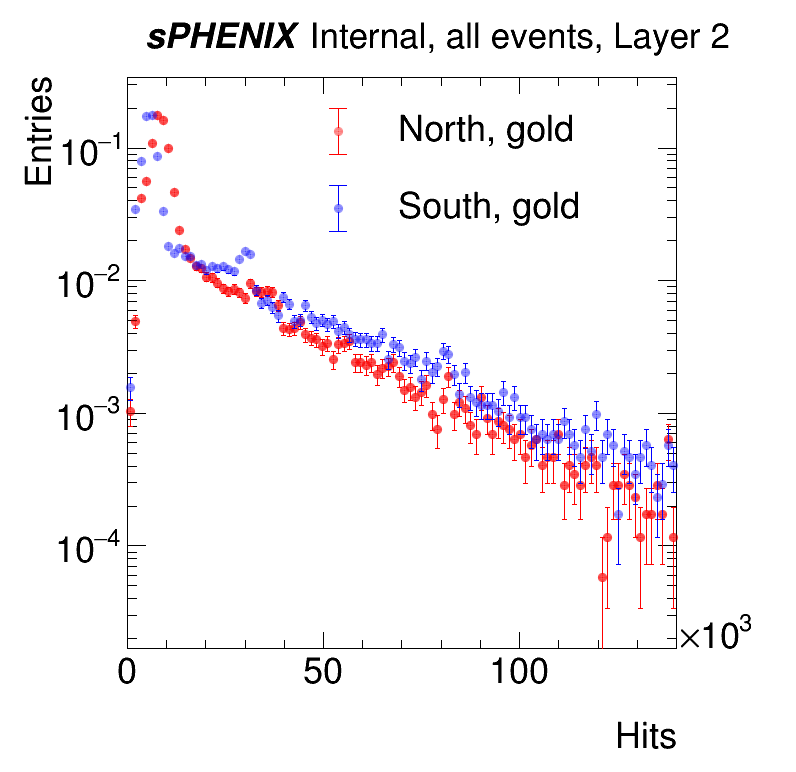 sPHENIX Internal, all events, Layer 2
Entries
10⁻¹
10⁻²
10⁻³
10⁻⁴
North, gold
South, gold
0 50 100
×10³
Hits